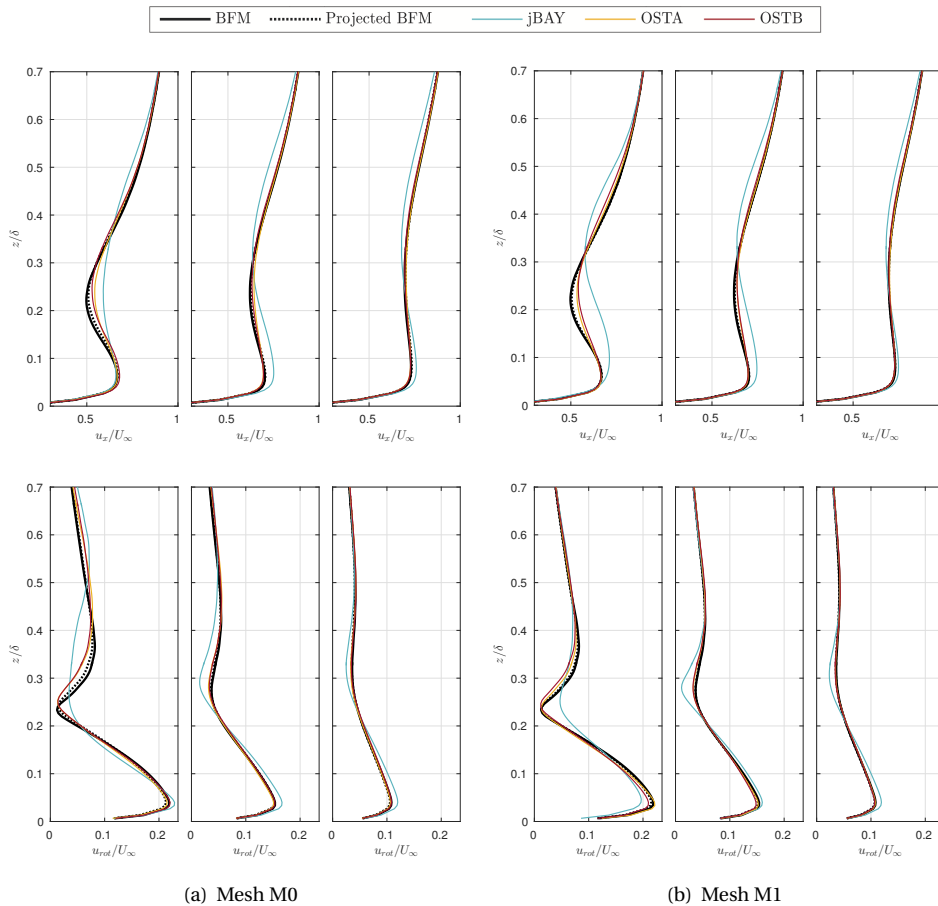 BFM Projected BFM jBAY OSTA OSTB
0.7 0.7
0.6 0.6
0.5 0.5
0.4 0.4
z/δ z/δ
0.3 0.3
0.2 0.2
0.1 0.1
0 0
0.5 1 0.5 1 0.5 1 0.5 1 0.5 1 0.5
u_x/U_∞ u_x/U_∞ u_x/U_∞ u_x/U_∞ u_x/U_∞ u_x/U_∞
0.7 0.7
0.6 0.6
0.5 0.5
0.4 0.4
z/δ z/δ
0.3 0.3
0.2 0.2
0.1 0.1
0 0
0 0.1 0.2 0 0.1 0.2 0 0.1 0.2 0 0.1 0.2 0 0.1 0.2 0 0.1 0.2
u_rot/U_∞ u_rot/U_∞ u_rot/U_∞ u_rot/U_∞ u_rot/U_∞ u_rot/U_∞
(a) Mesh M0 (b) Mesh M1